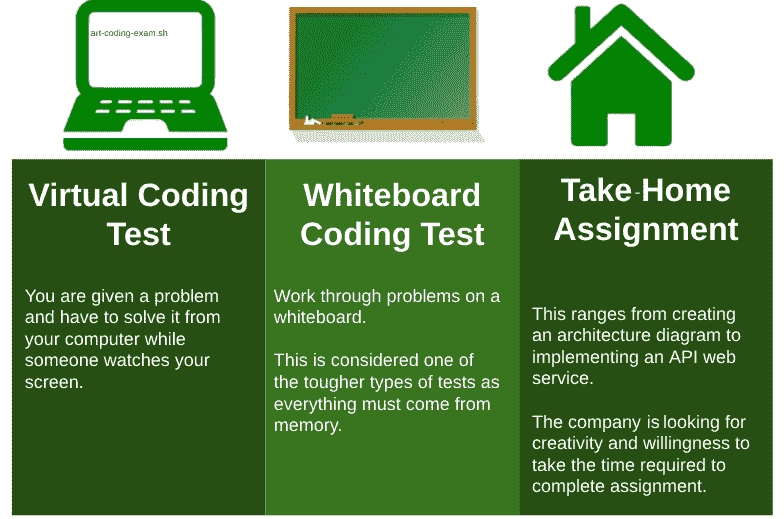 art-coding-exam.sh
Virtual Coding
Test
You are given a problem
and have to solve it from
your computer while
someone watches your
screen.
Whiteboard
Coding Test
Work through problems on a
whiteboard.
This is considered one of
the tougher types of tests as
everything must come from
memory.
Take-Home
Assignment
This ranges from creating
an architecture diagram to
implementing an API web
service.
The company is looking for
creativity and willingness to
take the time required to
complete assignment.